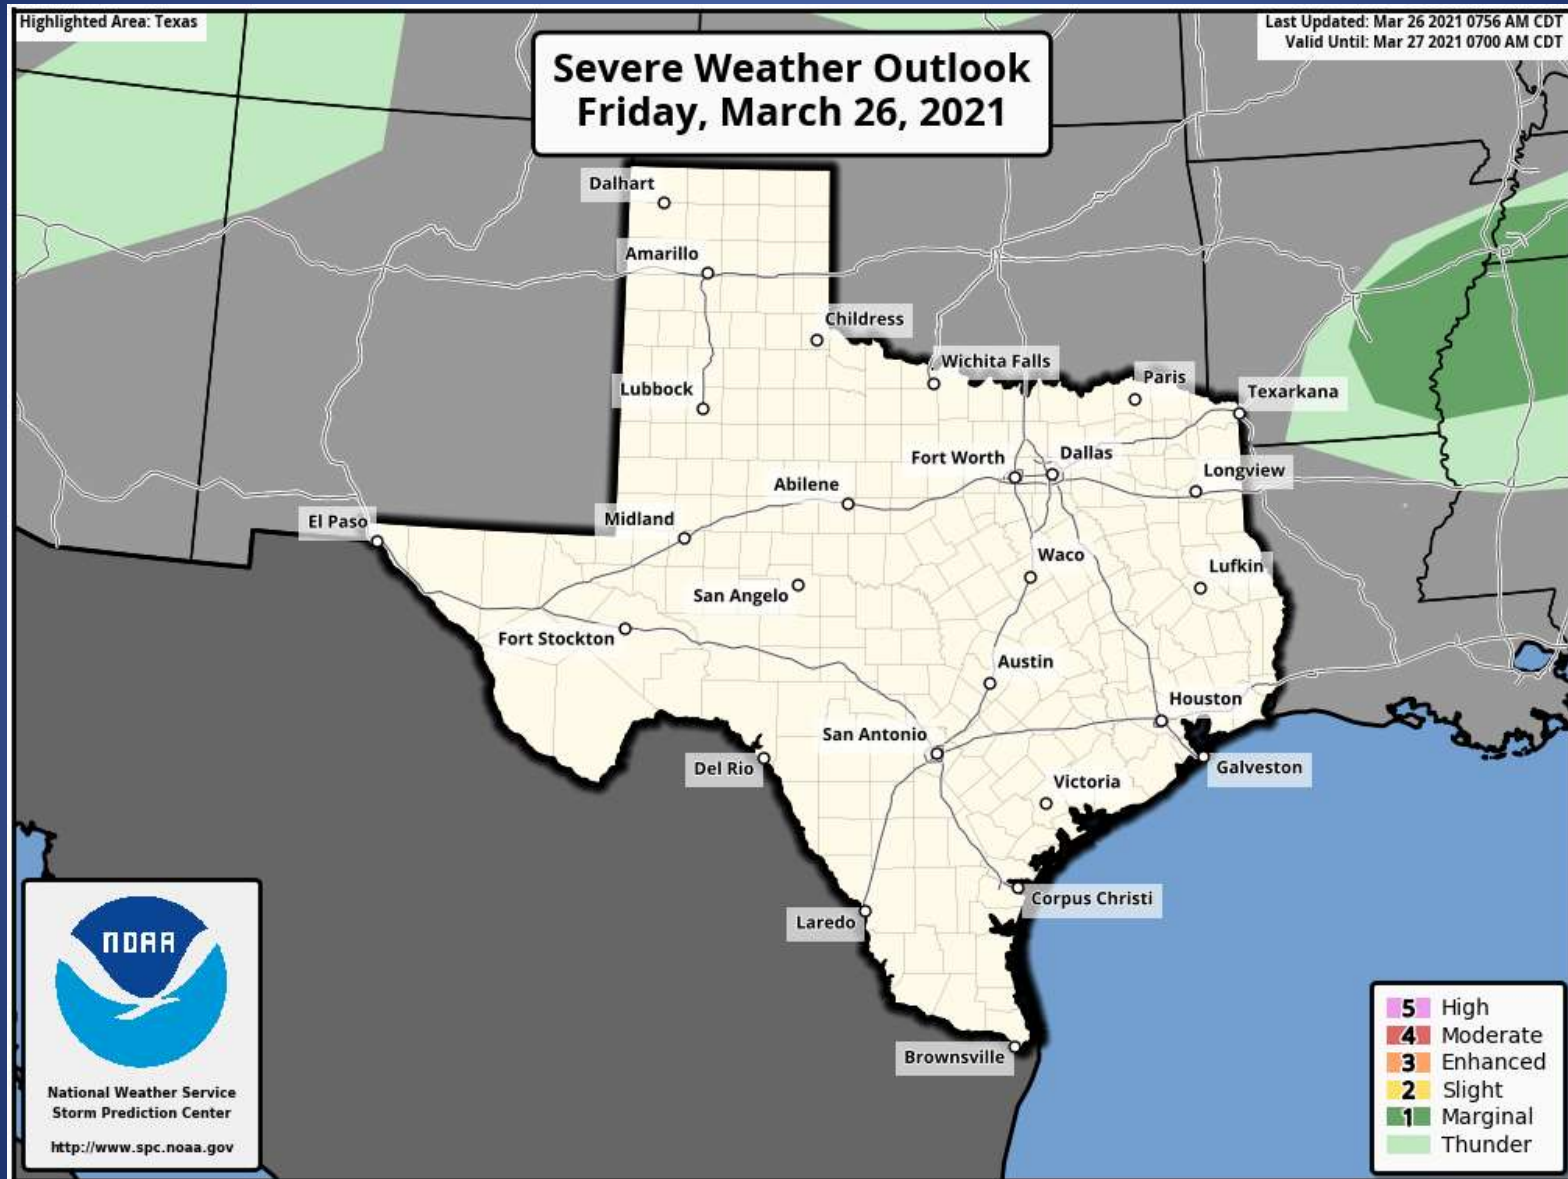 Highlighted Area: Texas
Last Updated: Mar 26 2021 0756 AM CDT
Valid Until: Mar 27 2021 0700 AM CDT
Severe Weather Outlook
Friday, March 26, 2021
Dalhart
Amarillo
Childress
Wichita Falls
Paris
Lubbock
Texarkana
Fort Worth
Dallas
Longview
Abilene
El Paso
Midland
Waco
Lufkin
San Angelo
Fort Stockton
Austin
Houston
San Antonio
Del Rio
Galveston
Victoria
Corpus Christi
Laredo
Brownsville
NOAA
National Weather Service
Storm Prediction Center
http://www.spc.noaa.gov
5 High
4 Moderate
3 Enhanced
2 Slight
1 Marginal
Thunder